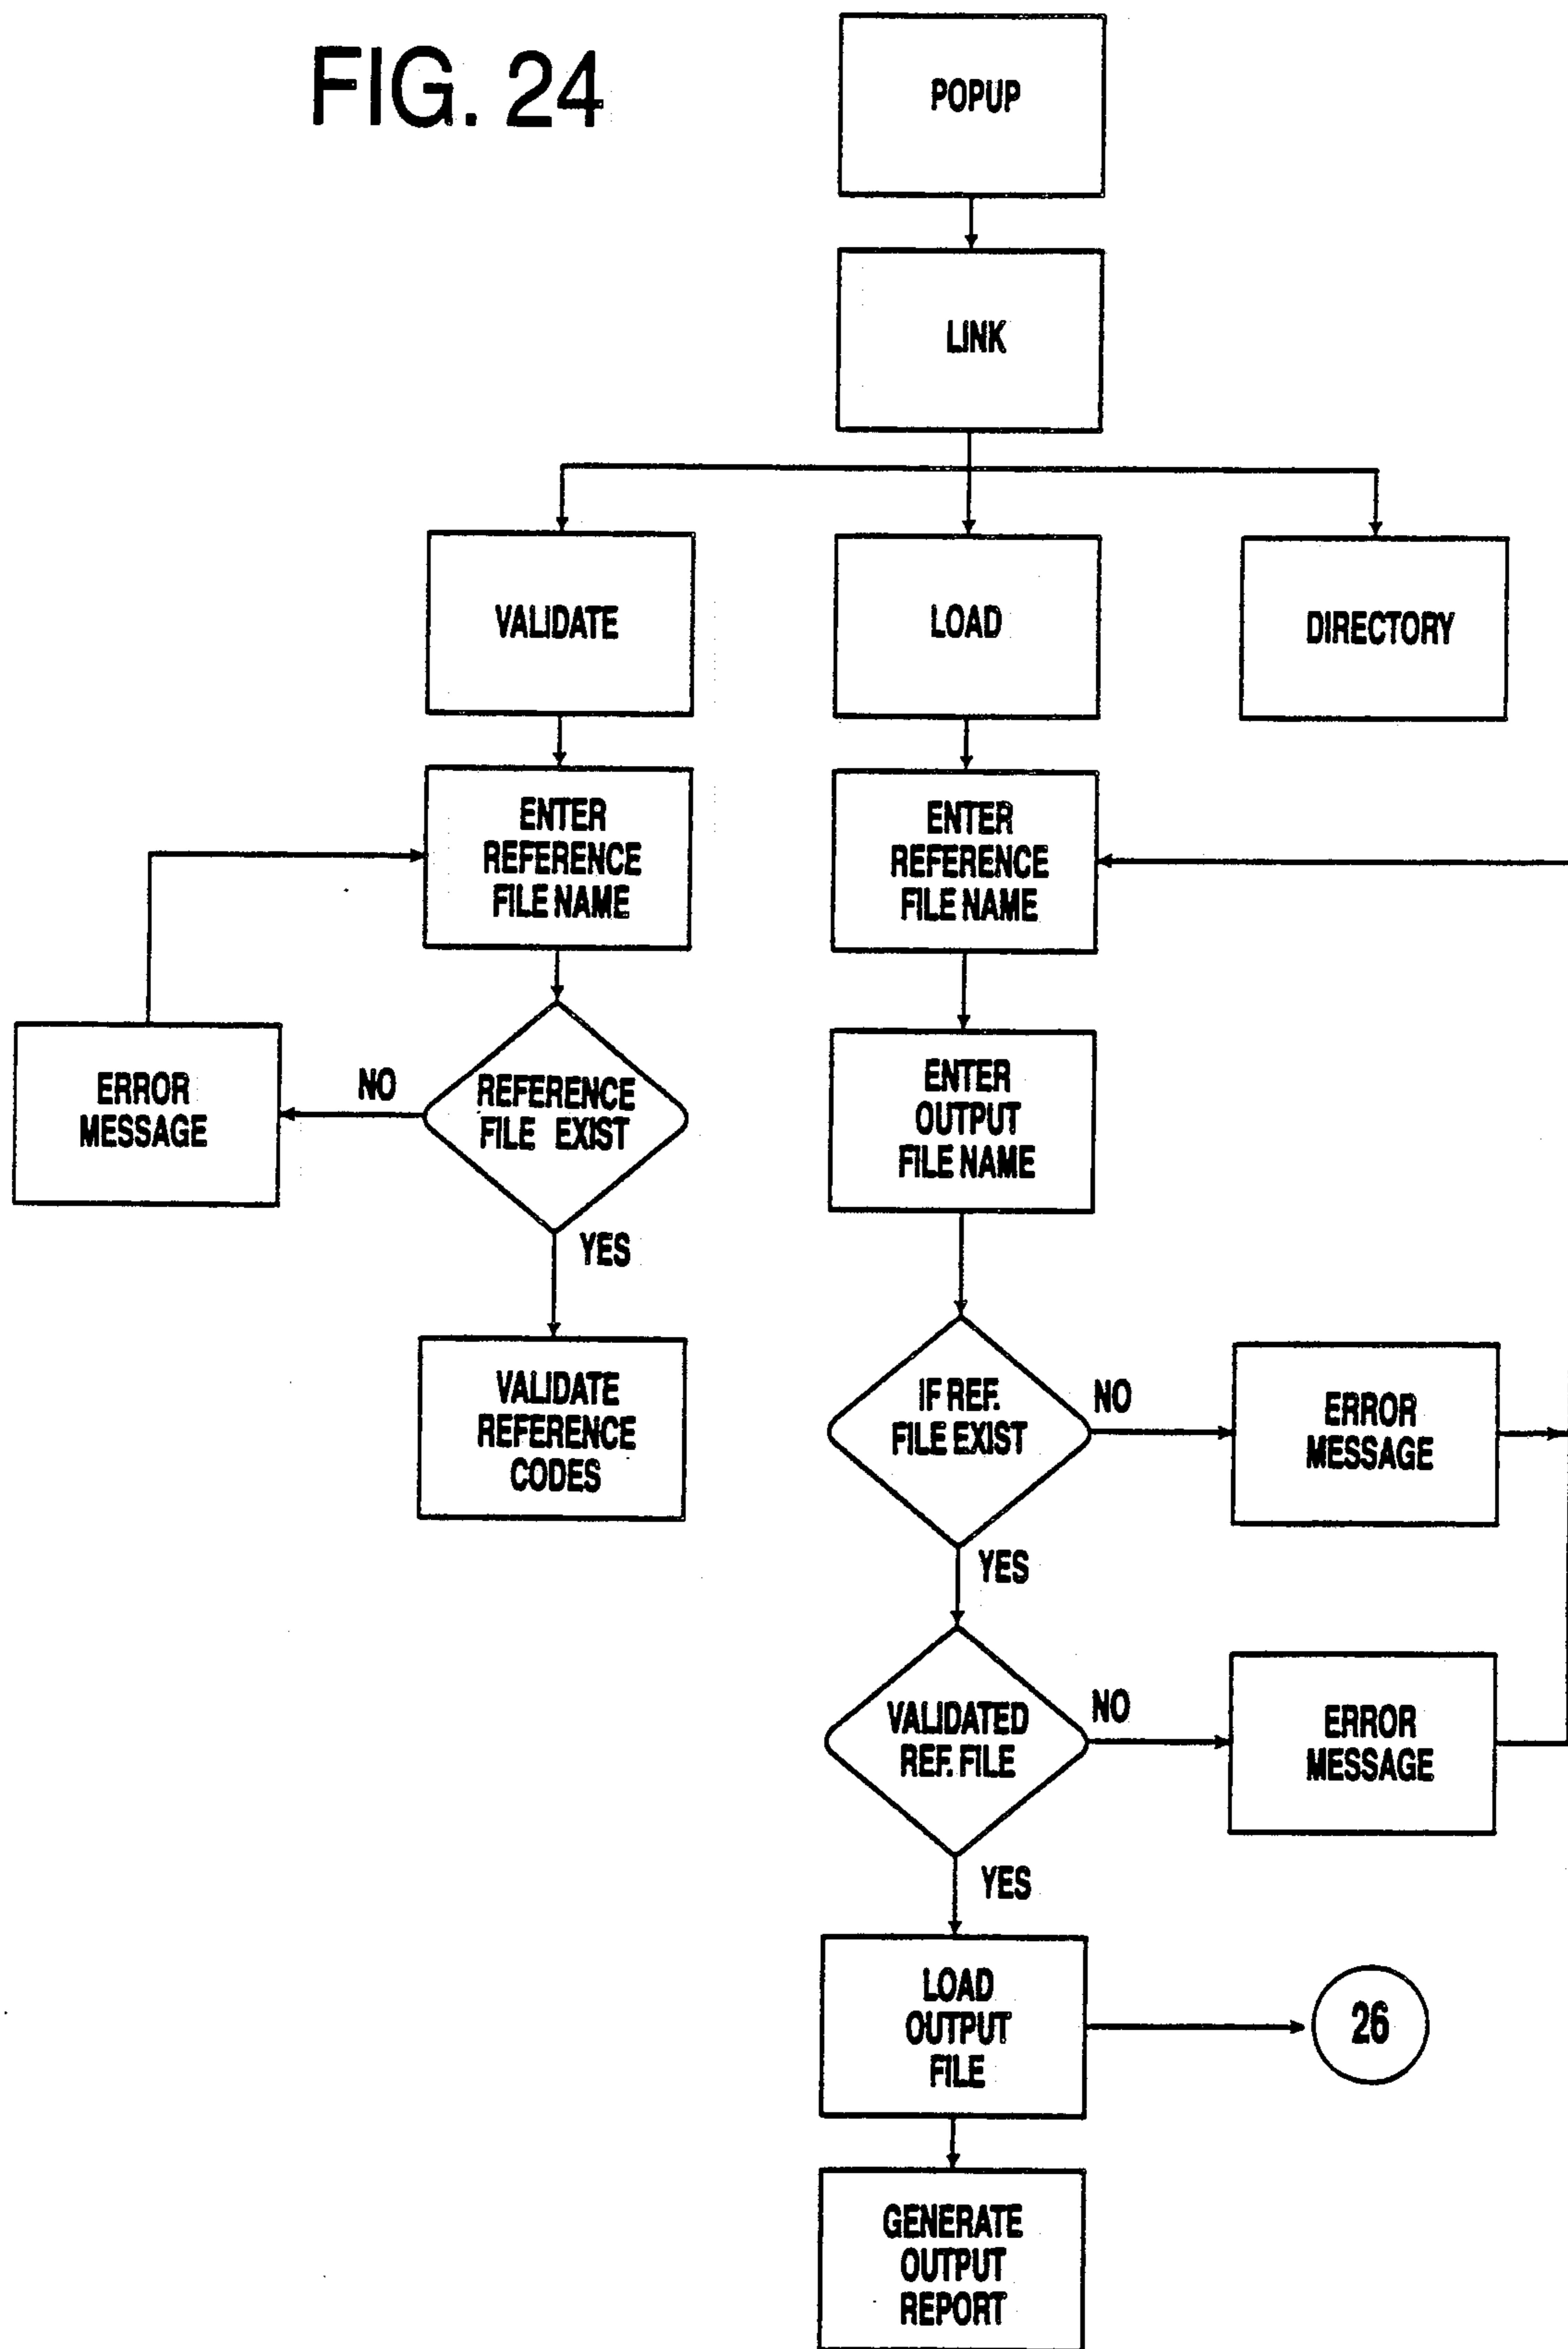 FIG. 24
POPUP
LINK
VALIDATE
LOAD
DIRECTORY
ENTER
REFERENCE
FILE NAME
ENTER
REFERENCE
FILE NAME
ERROR
MESSAGE
NO
REFERENCE
FILE EXIST
YES
ENTER
OUTPUT
FILE NAME
VALIDATE
REFERENCE
CODES
IF REF.
FILE EXIST
NO
ERROR
MESSAGE
YES
VALIDATED
REF. FILE
NO
ERROR
MESSAGE
YES
LOAD
OUTPUT
FILE
26
GENERATE
OUTPUT
REPORT